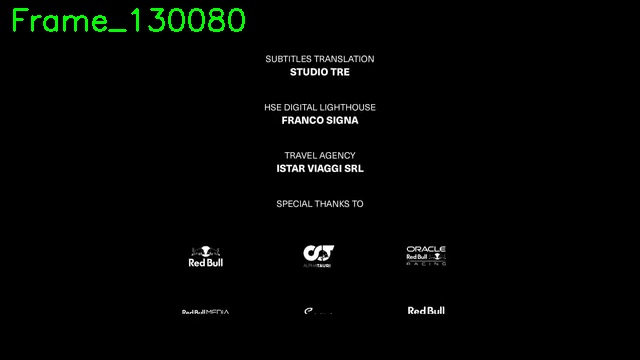 Frame_130080
SUBTITLES TRANSLATION
STUDIO TRE
HSE DIGITAL LIGHTHOUSE
FRANCO SIGNA
TRAVEL AGENCY
ISTAR VIAGGI SRL
SPECIAL THANKS TO
Red Bull
ALPHATAURI
ORACLE
Red Bull
RACING
Red Bull MEDIA
Red Bull